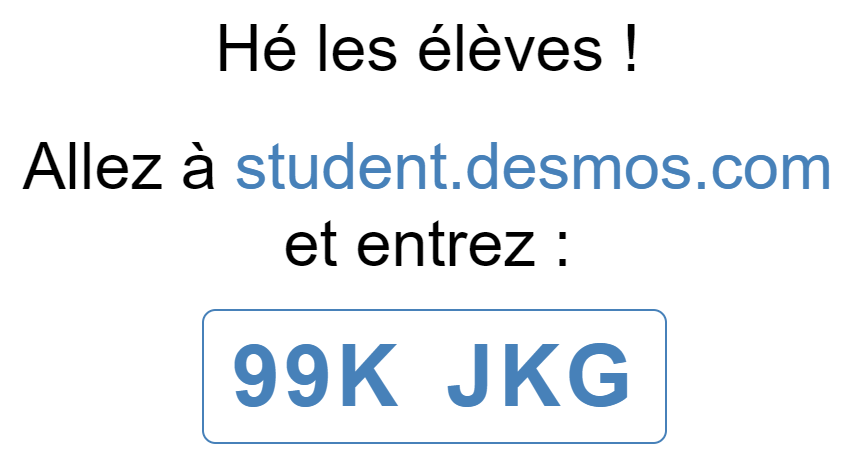 Hé les élèves !
Allez à student.desmos.com
et entrez :
99K JKG